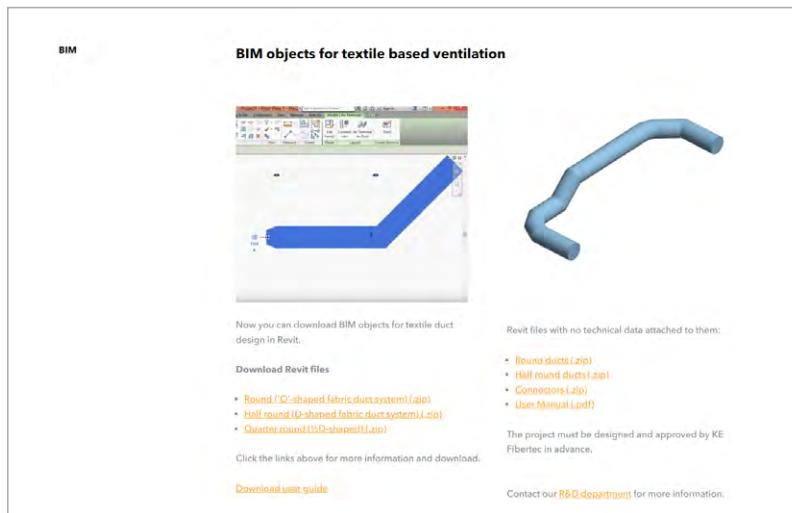 BIM
BIM objects for textile based ventilation
Now you can download BIM objects for textile duct
design in Revit.
Download Revit files
• Round ('O'-shaped fabric duct system) (.zip)
• Half round (D-shaped fabric duct system) (.zip)
• Quarter round (½D-shaped!) (.zip)
Click the links above for more information and download.
Download user guide
Revit files with no technical data attached to them:
• Round ducts (.zip)
• Half round ducts (.zip)
• Connectors (.zip)
• User Manual (.pdf)
The project must be designed and approved by KE
Fibertec in advance.
Contact our R&D department for more information.